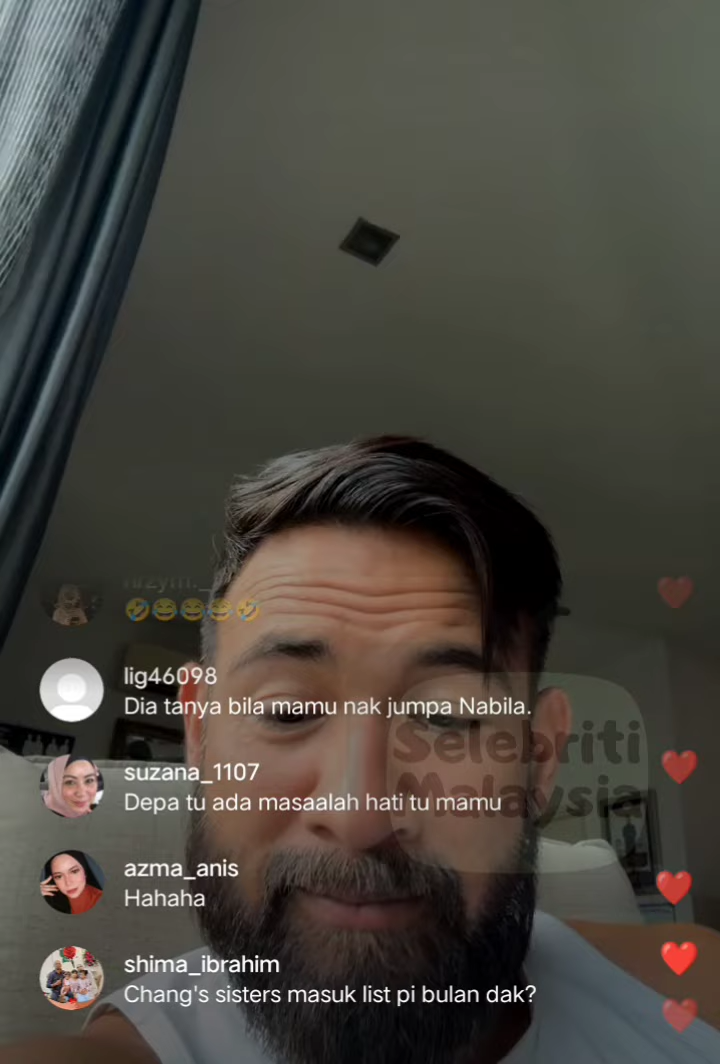 🤣😂😂😂🤣
lig46098
Dia tanya bila mamu nak jumpa Nabila.
Selebriti
Malaysia
suzana_1107
Depa tu ada masaalah hati tu mamu
azma_anis
Hahaha
shima_ibrahim
Chang's sisters masuk list pi bulan dak?